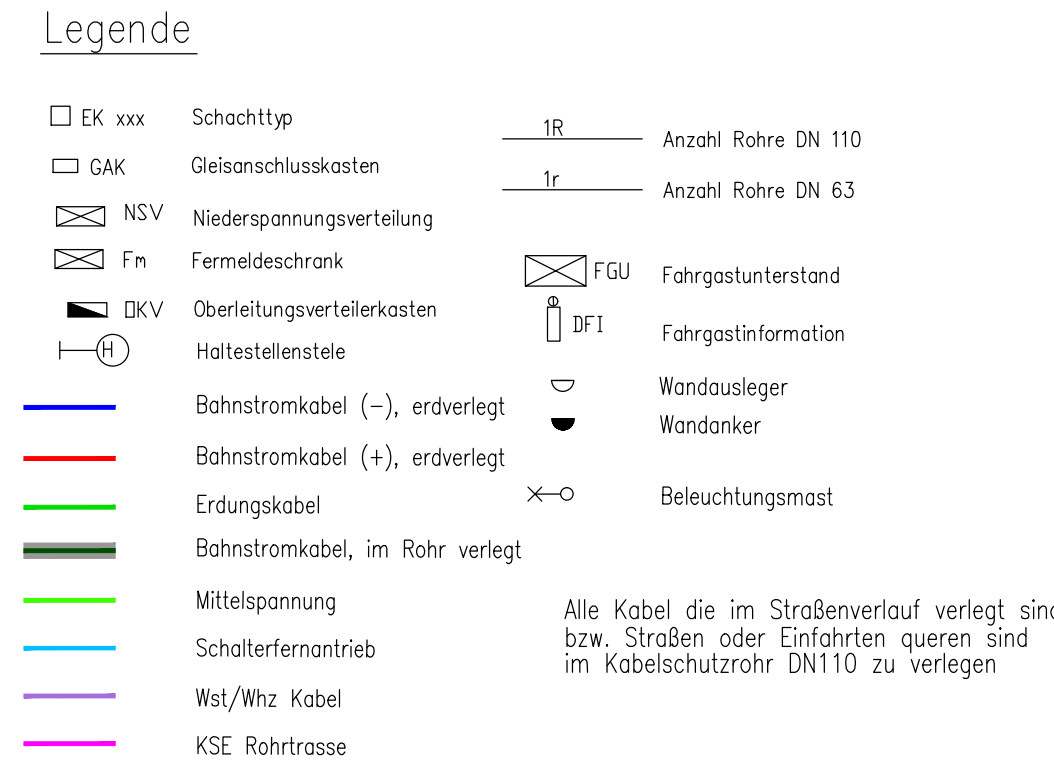 Legende
EK xxx Schachttyp
GAK Gleisanschlusskasten
NSV Niederspannungsverteilung
Fm Fermeldeschrank
OKV Oberleitungsverteilerkasten
H Haltestellenstele
Bahnstromkabel (-), erdverlegt
Bahnstromkabel (+), erdverlegt
Erdungskabel
Bahnstromkabel, im Rohr verlegt
Mittelspannung
Schalterfernantrieb
Wst/Whz Kabel
KSE Rohrtrasse
1R Anzahl Rohre DN 110
1r Anzahl Rohre DN 63
FGU Fahrgastunterstand
DFI Fahrgastinformation
Wandausleger
Wandanker
Beleuchtungsmast
Alle Kabel die im Straßenverlauf verlegt sind
bzw. Straßen oder Einfahrten queren sind
im Kabelschutzrohr DN110 zu verlegen